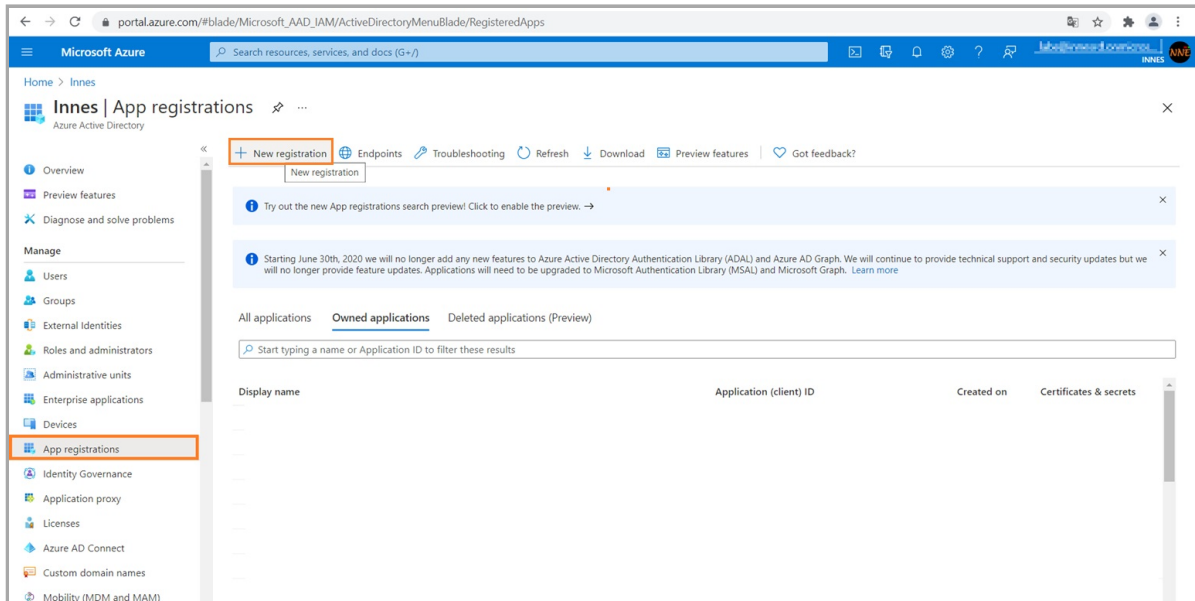 portal.azure.com/#blade/Microsoft_AAD_IAM/ActiveDirectoryMenuBlade/RegisteredApps
Microsoft Azure
Search resources, services, and docs (G+/)
INNES
NNE
Home > Innes
Innes | App registrations
Azure Active Directory
New registration
Endpoints
Troubleshooting
Refresh
Download
Preview features
Got feedback?
New registration
Overview
Preview features
Diagnose and solve problems
Manage
Users
Groups
External Identities
Roles and administrators
Administrative units
Enterprise applications
Devices
App registrations
Identity Governance
Application proxy
Licenses
Azure AD Connect
Custom domain names
Mobility (MDM and MAM)
Try out the new App registrations search preview! Click to enable the preview. →
Starting June 30th, 2020 we will no longer add any new features to Azure Active Directory Authentication Library (ADAL) and Azure AD Graph. We will continue to provide technical support and security updates but we
will no longer provide feature updates. Applications will need to be upgraded to Microsoft Authentication Library (MSAL) and Microsoft Graph. Learn more
All applications
Owned applications
Deleted applications (Preview)
Start typing a name or Application ID to filter these results
Display name
Application (client) ID
Created on
Certificates & secrets